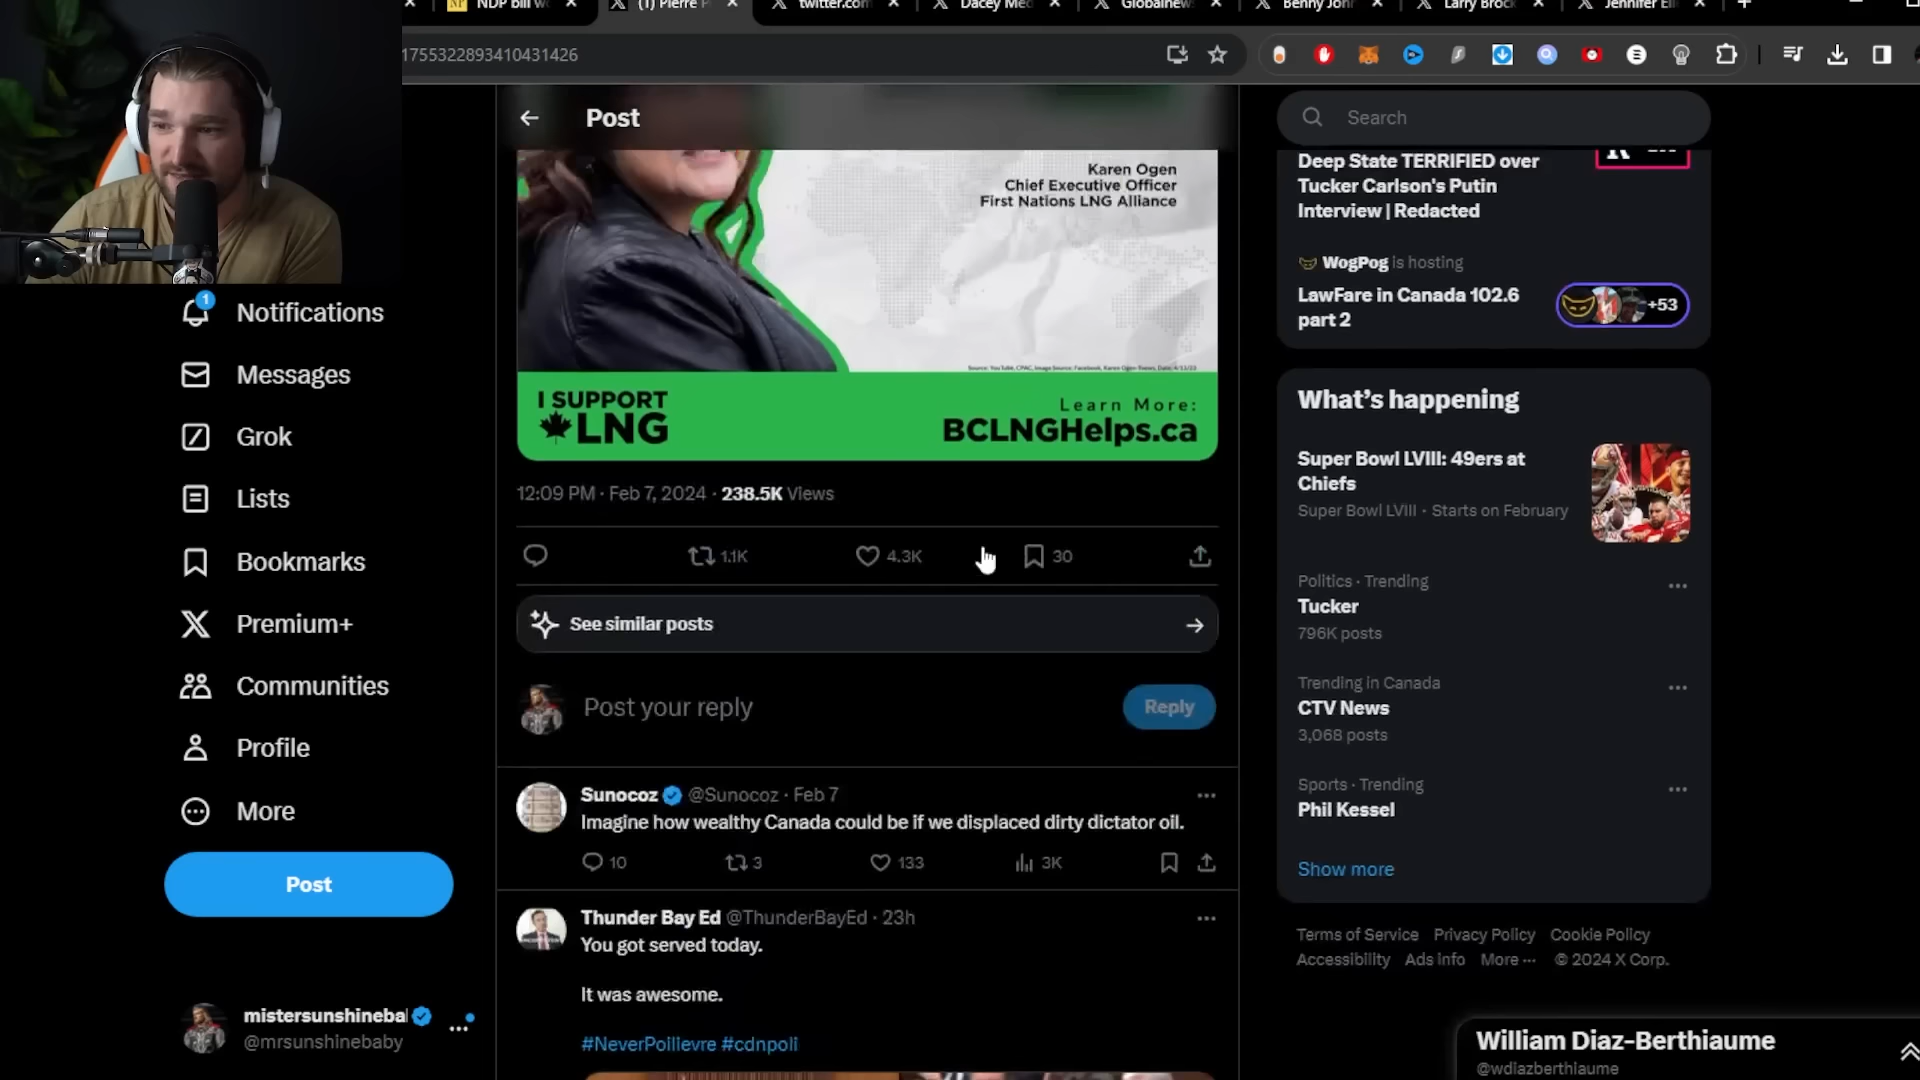 NDP bill w
(1) Pierre P
twitter.com
Dacey Med
Globalnews
Benny John
Larry Brock
Jennifer El
1755322893410431426
Post
Search
Karen Ogen
Chief Executive Officer
First Nations LNG Alliance
I SUPPORT
LNG
Learn More:
BCLNGHelps.ca
12:09 PM · Feb 7, 2024 · 238.5K Views
1.1K
4.3K
30
See similar posts
Post your reply
Reply
Sunocoz @Sunocoz · Feb 7
Imagine how wealthy Canada could be if we displaced dirty dictator oil.
10
3
133
3K
Thunder Bay Ed @ThunderBayEd · 23h
You got served today.
It was awesome.
#NeverPoilievre #cdnpoli
1
Notifications
Messages
Grok
Lists
Bookmarks
Premium+
Communities
Profile
More
Post
mistersunshinebal
@mrsunshinebaby
Deep State TERRIFIED over
Tucker Carlson's Putin
Interview | Redacted
WogPog is hosting
LawFare in Canada 102.6
part 2
+53
What's happening
Super Bowl LVIII: 49ers at
Chiefs
Super Bowl LVIII · Starts on February
Politics · Trending
Tucker
796K posts
Trending in Canada
CTV News
3,068 posts
Sports · Trending
Phil Kessel
Show more
Terms of Service Privacy Policy Cookie Policy
Accessibility Ads info More ··· © 2024 X Corp.
William Diaz-Berthiaume
@wdiazberthiaume